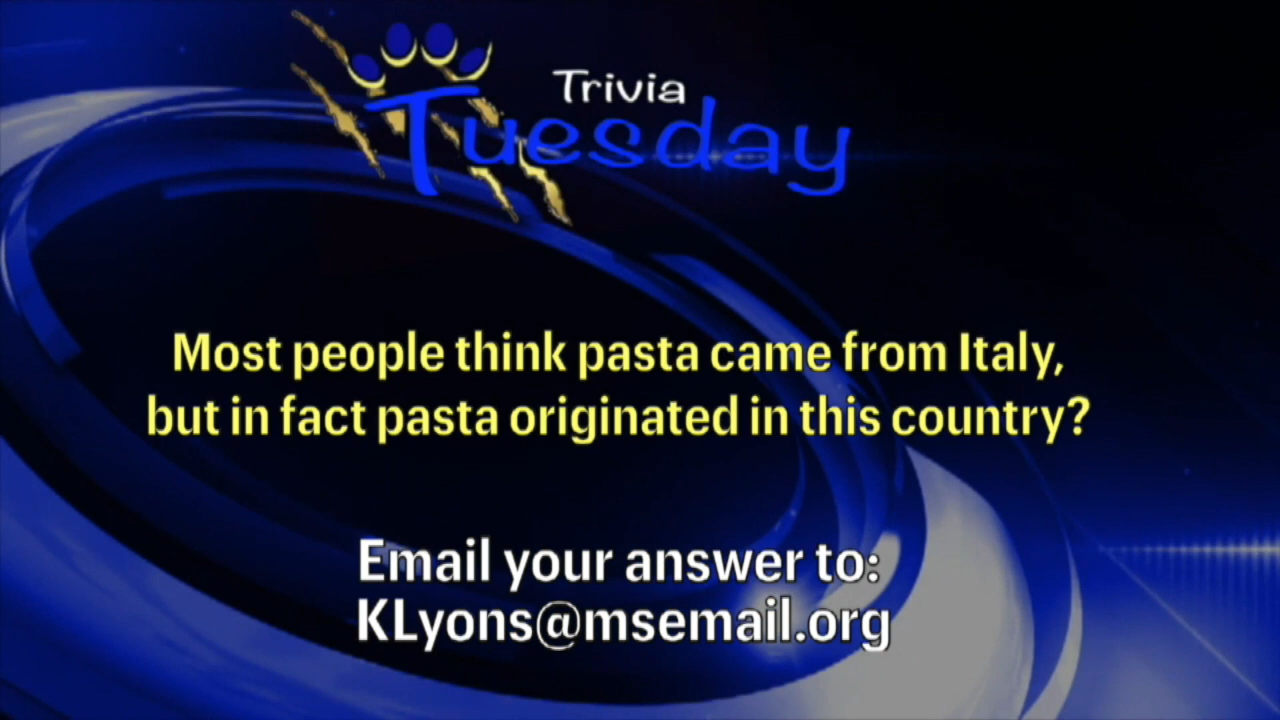 Trivia
Tuesday
Most people think pasta came from Italy,
but in fact pasta originated in this country?
Email your answer to:
KLyons@msemail.org